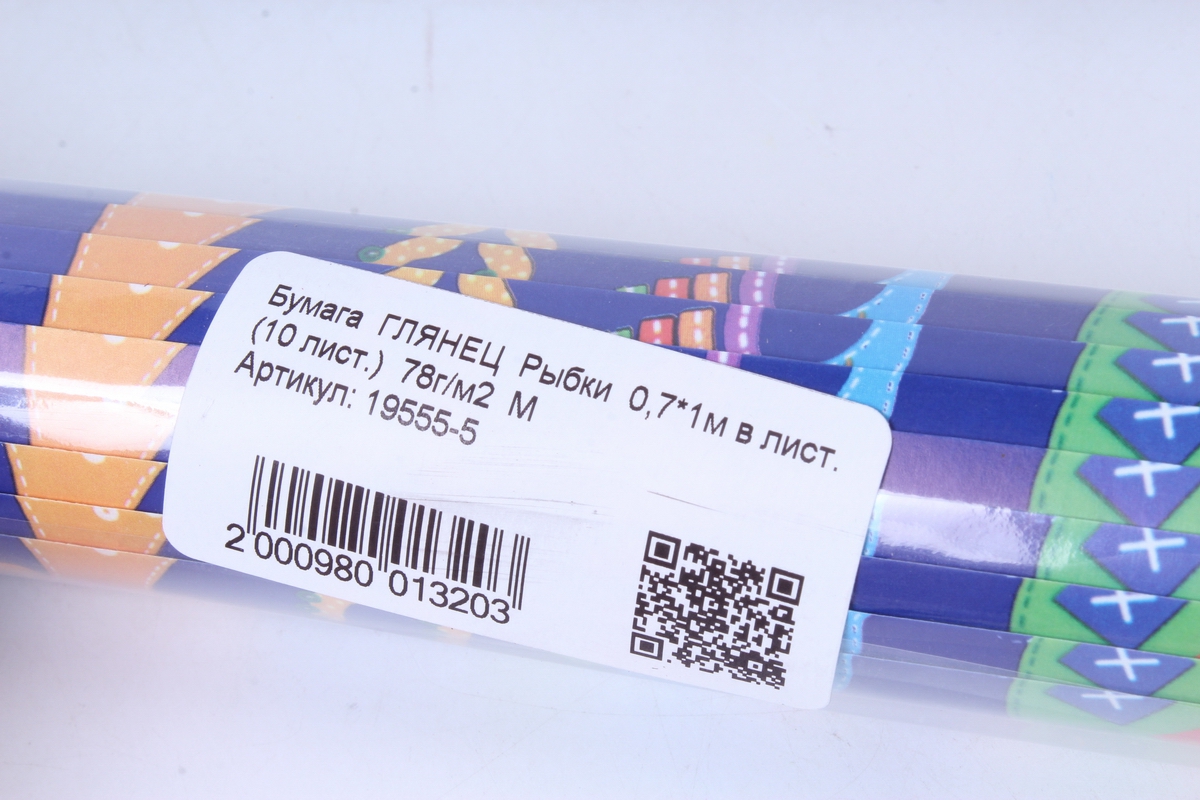 Бумага ГЛЯНЕЦ Рыбки 0,7*1м в лист.
(10 лист.) 78г/м2 М
Артикул: 19555-5
2 000980 013203